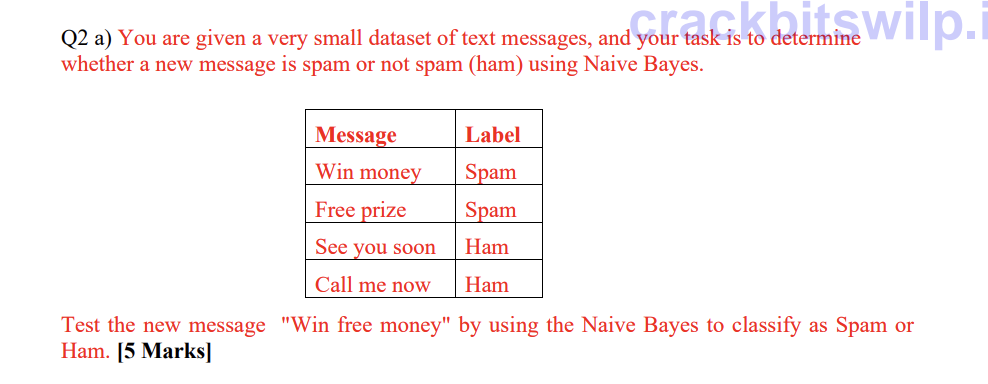 crackbitswilp.i
Q2 a) You are given a very small dataset of text messages, and your task is to determine
whether a new message is spam or not spam (ham) using Naive Bayes.
Message Label
Win money Spam
Free prize Spam
See you soon Ham
Call me now Ham
Test the new message "Win free money" by using the Naive Bayes to classify as Spam or
Ham. [5 Marks]